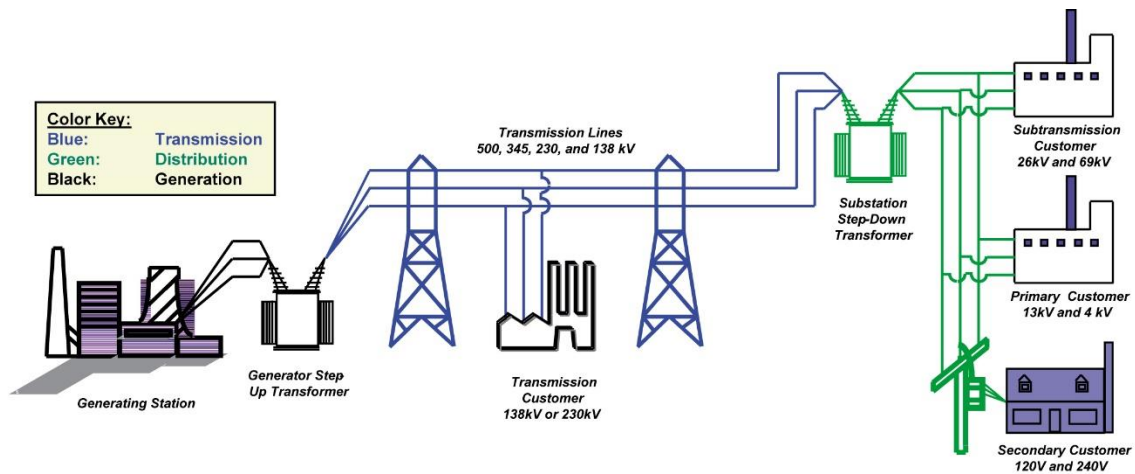 Color Key:
Blue: Transmission
Green: Distribution
Black: Generation
Generating Station
Generator Step
Up Transformer
Transmission Lines
500, 345, 230, and 138 kV
Transmission
Customer
138kV or 230kV
Substation
Step-Down
Transformer
Subtransmission
Customer
26kV and 69kV
Primary Customer
13kV and 4 kV
Secondary Customer
120V and 240V